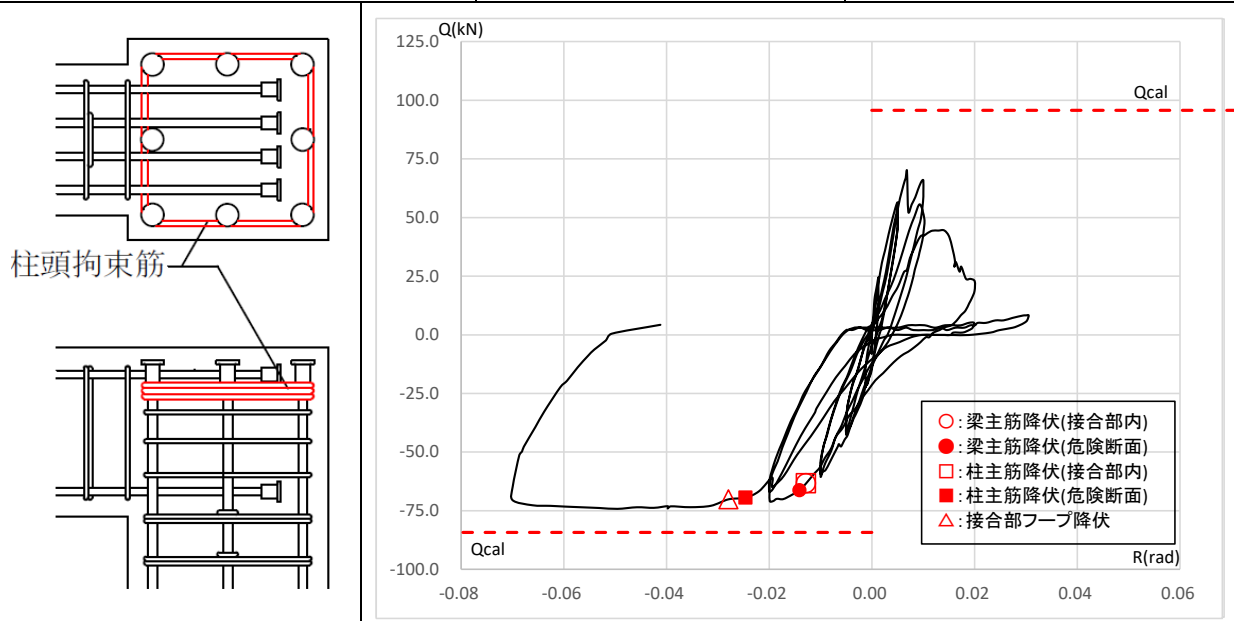 柱頭拘束筋
Q(kN)
125.0
100.0
75.0
50.0
25.0
0.0
-25.0
-50.0
-75.0
-100.0
Qcal
Qcal
○:梁主筋降伏(接合部内)
●:梁主筋降伏(危険断面)
□:柱主筋降伏(接合部内)
■:柱主筋降伏(危険断面)
△:接合部フープ降伏
R(rad)
-0.08 -0.06 -0.04 -0.02 0.00 0.02 0.04 0.06